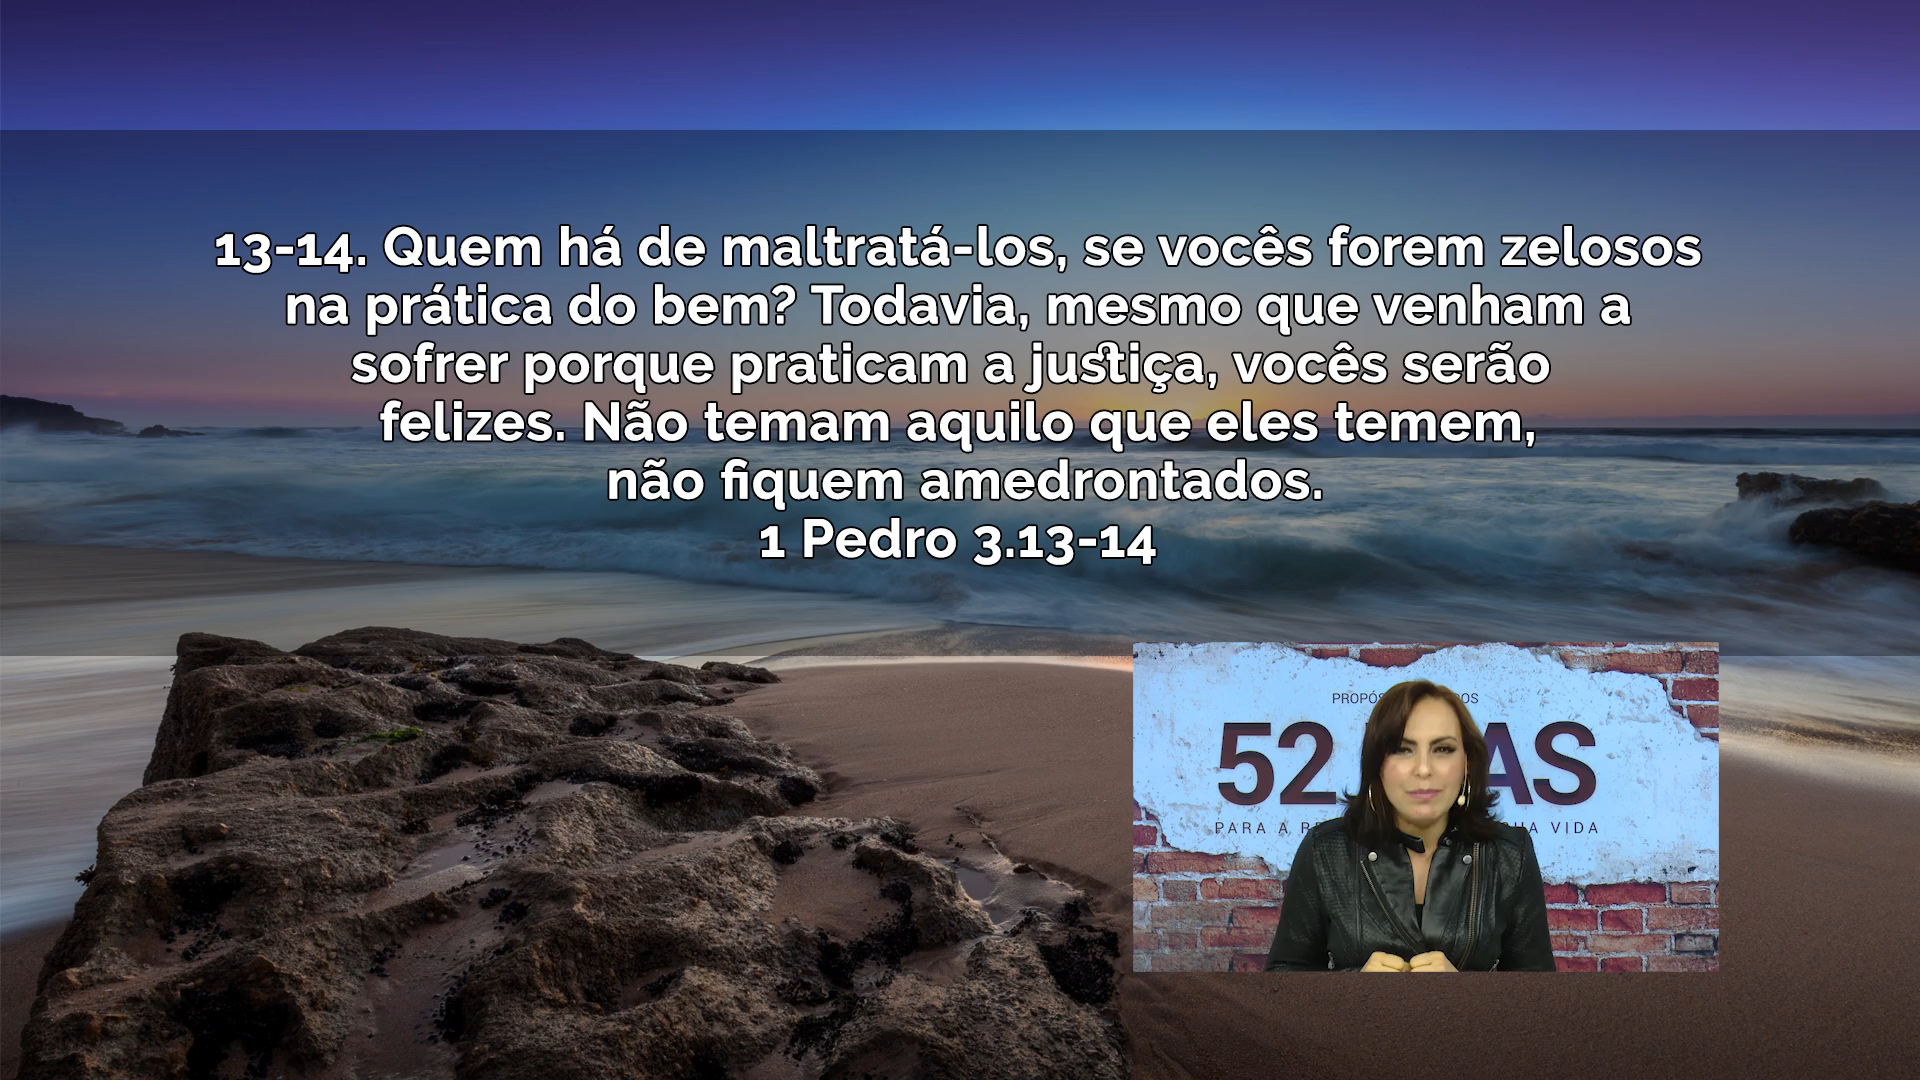 13-14. Quem há de maltratá-los, se vocês forem zelosos
na prática do bem? Todavia, mesmo que venham a
sofrer porque praticam a justiça, vocês serão
felizes. Não temam aquilo que eles temem,
não fiquem amedrontados.
1 Pedro 3.13-14
52
PARA A
VIDA